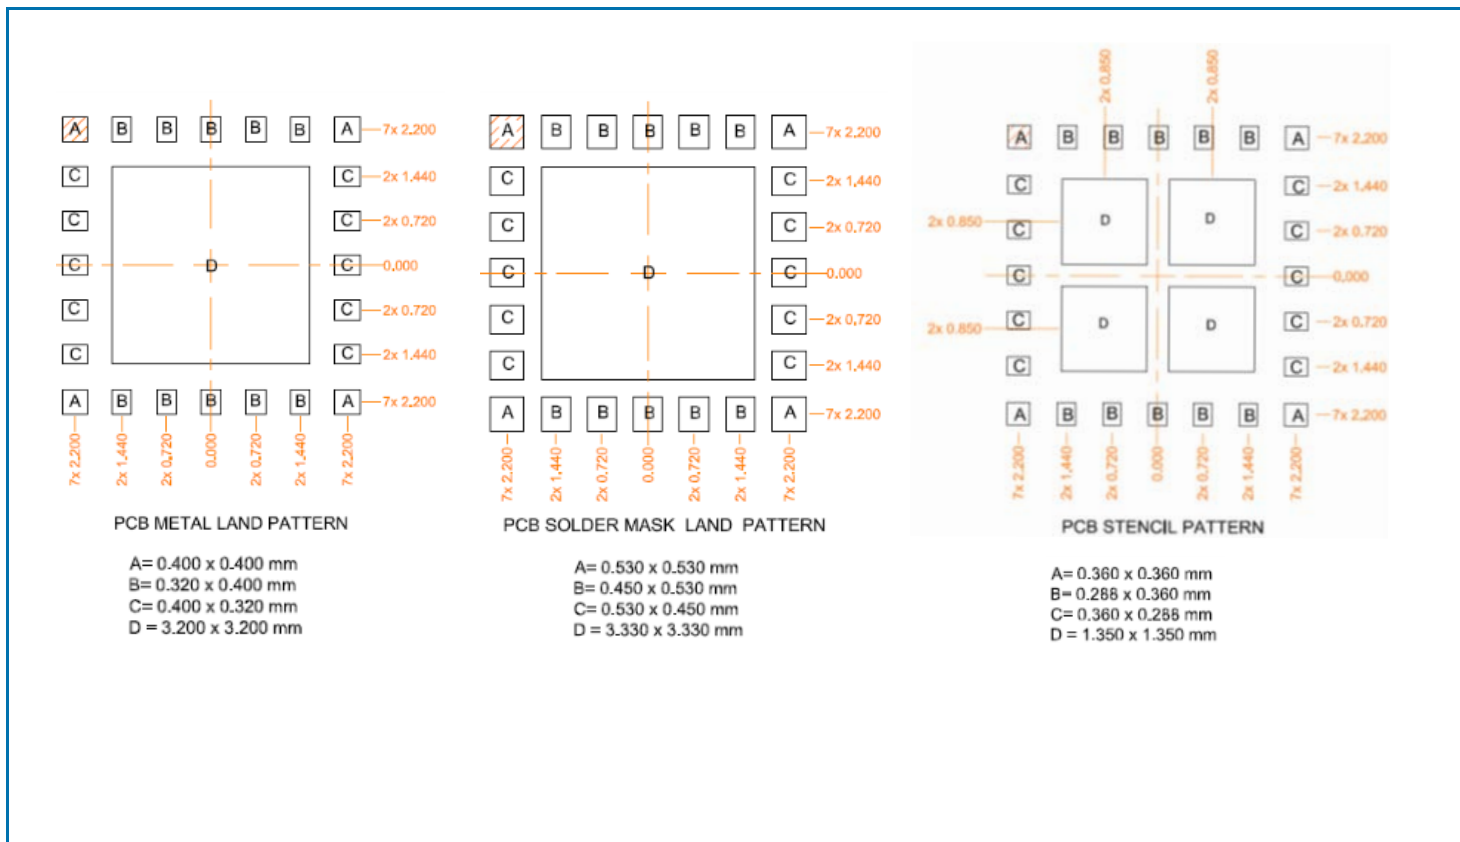 A B B B B B A 7x 2.200
C C 2x 1.440
C C 2x 0.720
C D C 0.000
C C 2x 0.720
C C 2x 1.440
A B B B B B A 7x 2.200
7x 2.200 2x 1.440 2x 0.720 0.000 2x 0.720 2x 1.440 7x 2.200
PCB METAL LAND PATTERN
A= 0.400 x 0.400 mm
B= 0.320 x 0.400 mm
C= 0.400 x 0.320 mm
D = 3.200 x 3.200 mm
A B B B B B A 7x 2.200
C C 2x 1.440
C C 2x 0.720
C D C 0.000
C C 2x 0.720
C C 2x 1.440
A B B B B B A 7x 2.200
7x 2.200 2x 1.440 2x 0.720 0.000 2x 0.720 2x 1.440 7x 2.200
PCB SOLDER MASK LAND PATTERN
A= 0.530 x 0.530 mm
B= 0.450 x 0.530 mm
C= 0.530 x 0.450 mm
D = 3.330 x 3.330 mm
2x 0.850 2x 0.850
A B B B B B A 7x 2.200
C C 2x 1.440
2x 0.850 D D
C C 2x 0.720
C C 0.000
2x 0.850 C D D C 2x 0.720
C C 2x 1.440
A B B B B B A 7x 2.200
7x 2.200 2x 1.440 2x 0.720 0.000 2x 0.720 2x 1.440 7x 2.200
PCB STENCIL PATTERN
A= 0.360 x 0.360 mm
B= 0.288 x 0.360 mm
C= 0.360 x 0.288 mm
D = 1.350 x 1.350 mm